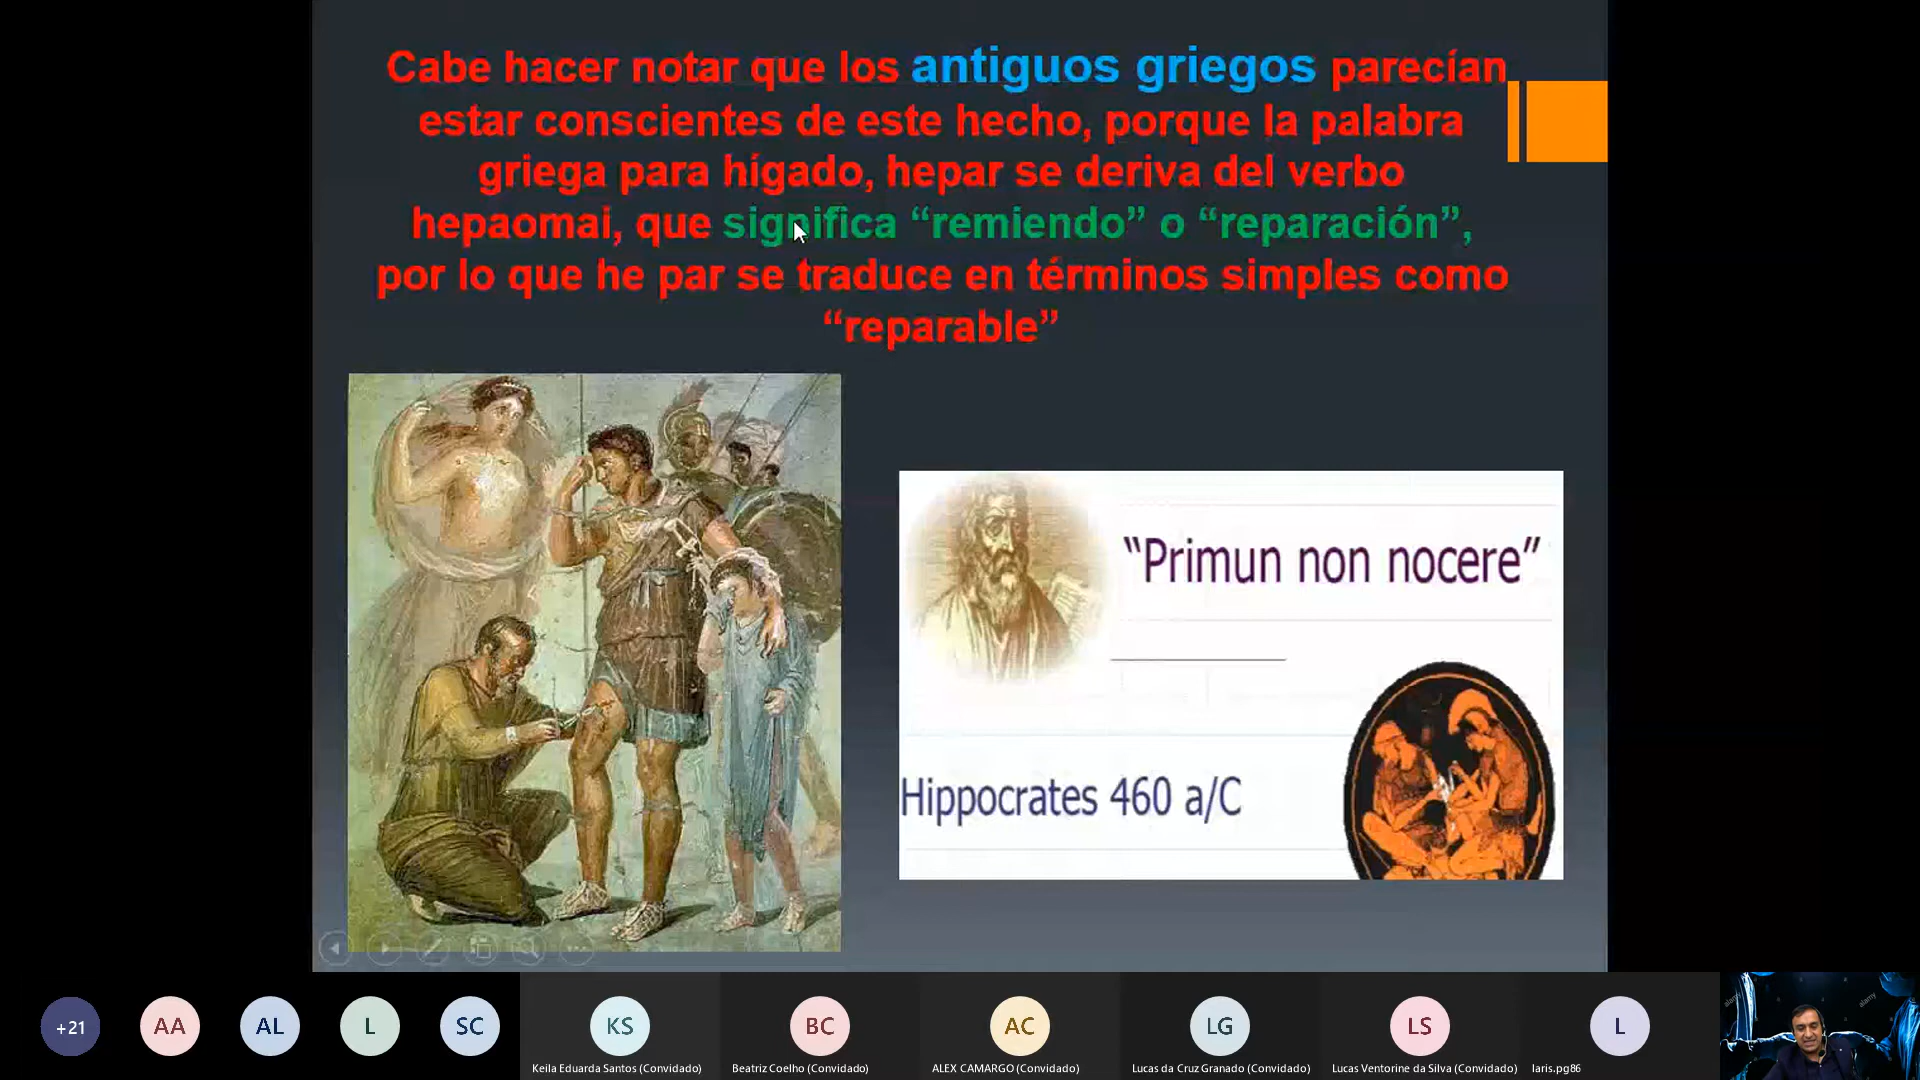 Cabe hacer notar que los antiguos griegos parecían
estar conscientes de este hecho, porque la palabra
griega para hígado, hepar se deriva del verbo
hepaomai, que significa “remiendo” o “reparación”,
por lo que he par se traduce en términos simples como
“reparable”
“Primun non nocere”
Hippocrates 460 a/C
+21
AA
AL
L
SC
KS
BC
AC
LG
LS
L
Keila Eduarda Santos (Convidado)
Beatriz Coelho (Convidado)
ALEX CAMARGO (Convidado)
Lucas da Cruz Granado (Convidado)
Lucas Ventorine da Silva (Convidado)
laris.pg86
alamy
alamy